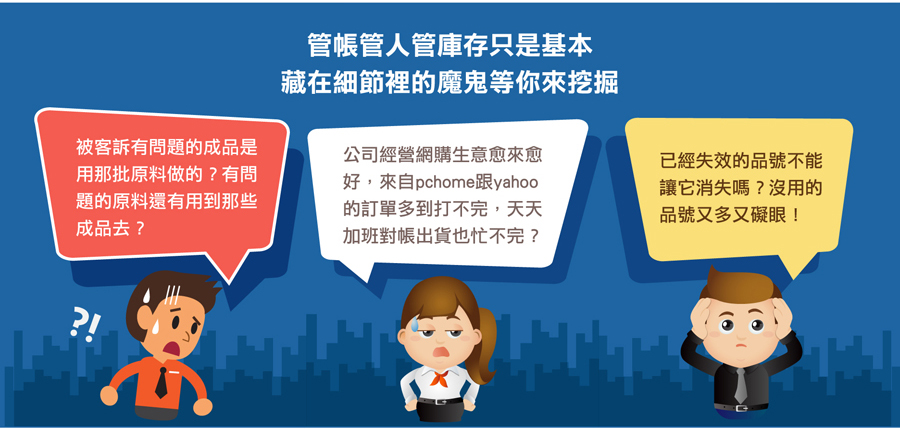 管帳管人管庫存只是基本
藏在細節裡的魔鬼等你來挖掘
被客訴有問題的成品是
用那批原料做的？有問
題的原料還有用到那些
成品去？
公司經營網購生意愈來愈
好，來自pchome跟yahoo
的訂單多到打不完，天天
加班對帳出貨也忙不完？
已經失效的品號不能
讓它消失嗎？沒用的
品號又多又礙眼！
?!